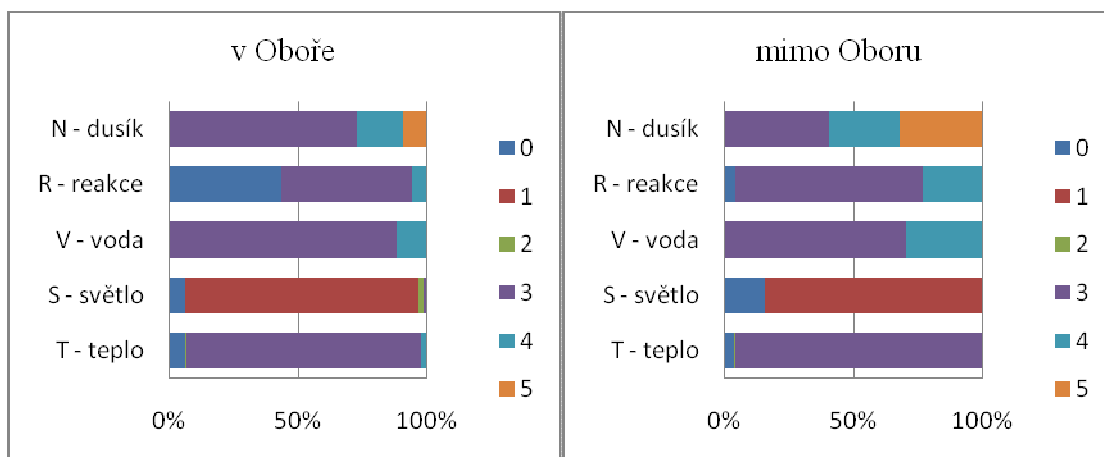 v Oboře
N - dusík
R - reakce
V - voda
S - světlo
T - teplo
0% 50% 100%
0
1
2
3
4
5
mimo Oboru
N - dusík
R - reakce
V - voda
S - světlo
T - teplo
0% 50% 100%
0
1
2
3
4
5